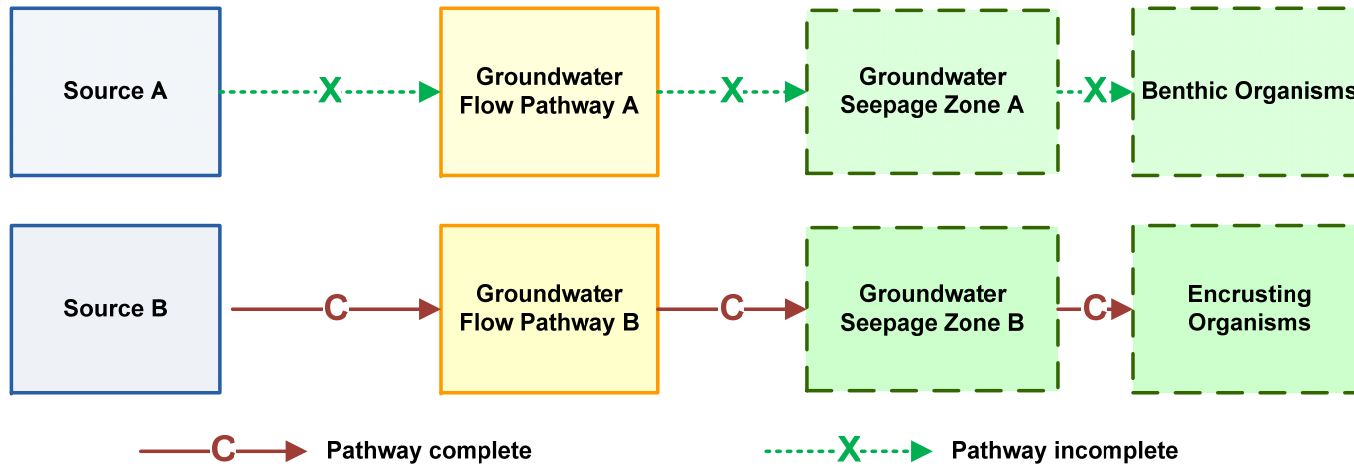 Source A
X
Groundwater
Flow Pathway A
X
Groundwater
Seepage Zone A
X
Benthic Organisms
Source B
C
Groundwater
Flow Pathway B
C
Groundwater
Seepage Zone B
C
Encrusting
Organisms
C
Pathway complete
X
Pathway incomplete